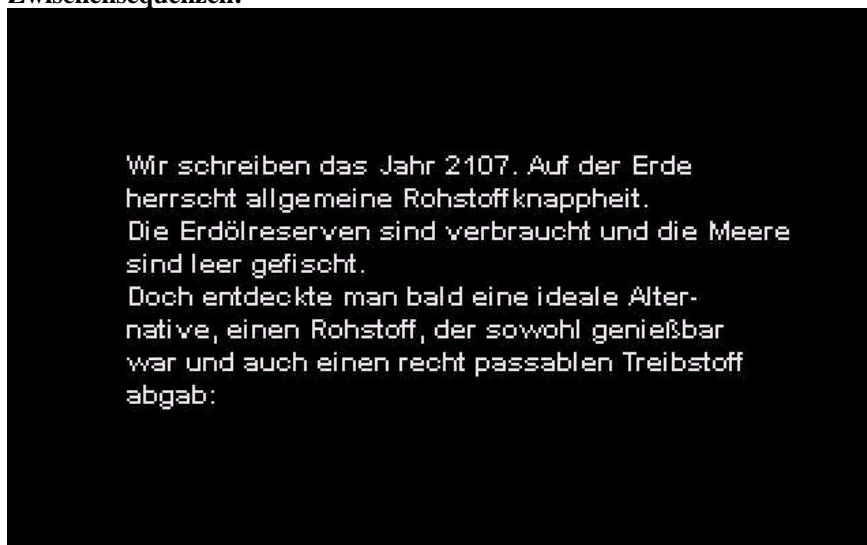 Zwischensequenzen:
Wir schreiben das Jahr 2107. Auf der Erde
herrscht allgemeine Rohstoffknappheit.
Die Erdölreserven sind verbraucht und die Meere
sind leer gefischt.
Doch entdeckte man bald eine ideale Alter-
native, einen Rohstoff, der sowohl genießbar
war und auch einen recht passablen Treibstoff
abgab: